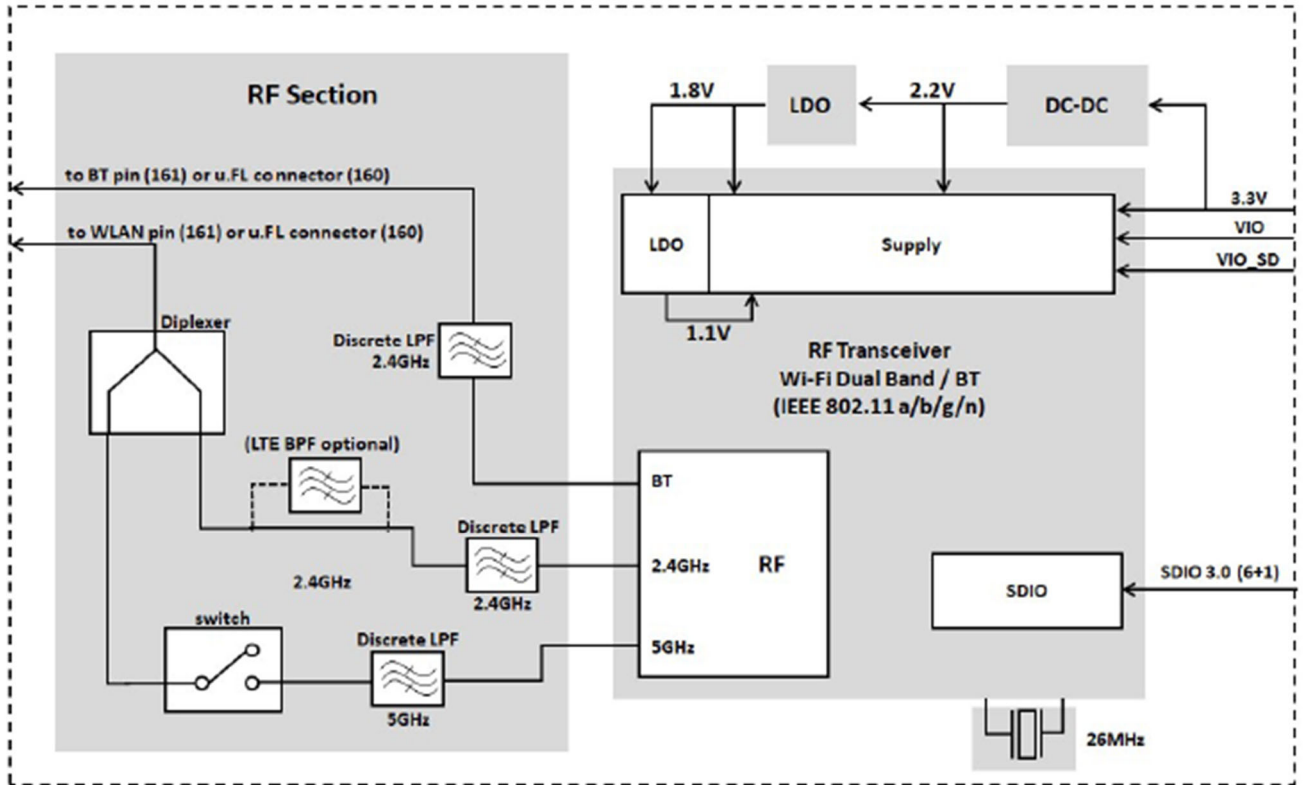 RF Section
to BT pin (161) or u.FL connector (160)
to WLAN pin (161) or u.FL connector (160)
Diplexer
Discrete LPF
2.4GHz
(LTE BPF optional)
Discrete LPF
2.4GHz
2.4GHz
switch
Discrete LPF
5GHz
1.8V
LDO
2.2V
DC-DC
3.3V
VIO
VIO_SD
LDO
Supply
1.1V
RF Transceiver
Wi-Fi Dual Band / BT
(IEEE 802.11 a/b/g/n)
BT
2.4GHz
RF
5GHz
SDIO
SDIO 3.0 (6+1)
26MHz